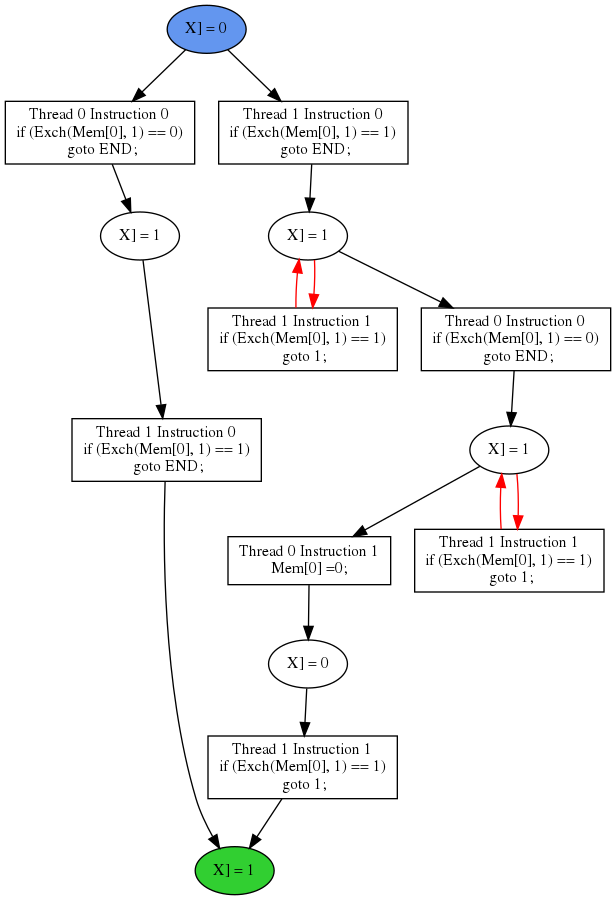 X] = 0
Thread 0 Instruction 0
if (Exch(Mem[0], 1) == 0)
goto END;
Thread 1 Instruction 0
if (Exch(Mem[0], 1) == 1)
goto END;
X] = 1
X] = 1
Thread 1 Instruction 1
if (Exch(Mem[0], 1) == 1)
goto 1;
Thread 0 Instruction 0
if (Exch(Mem[0], 1) == 0)
goto END;
Thread 1 Instruction 0
if (Exch(Mem[0], 1) == 1)
goto END;
X] = 1
Thread 0 Instruction 1
Mem[0] =0;
Thread 1 Instruction 1
if (Exch(Mem[0], 1) == 1)
goto 1;
X] = 0
Thread 1 Instruction 1
if (Exch(Mem[0], 1) == 1)
goto 1;
X] = 1